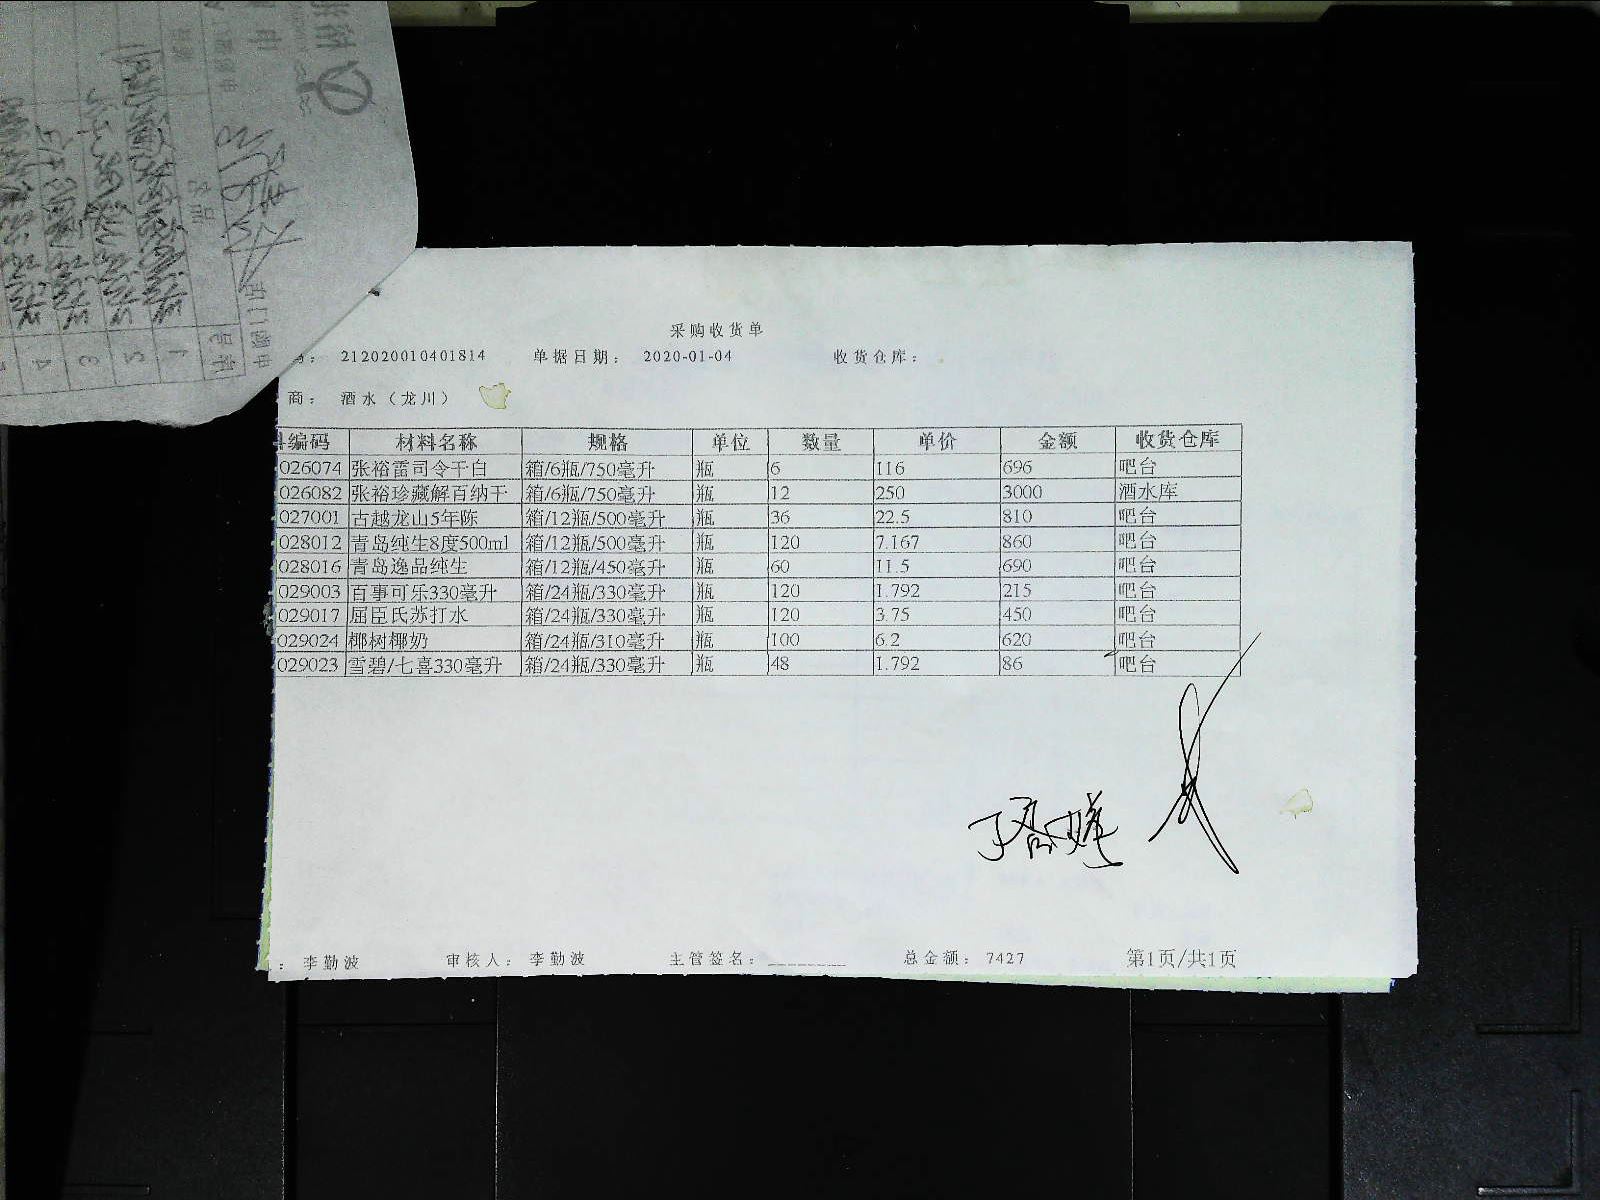 采购收货单
：212020010401814 单据日期：2020-01-04 收货仓库：
商：酒水（龙川）
编码 材料名称 规格 单位 数量 单价 金额 收货仓库
026074 张裕雷司令干白 箱/6瓶/750毫升 瓶 6 116 696 吧台
026082 张裕珍藏解百纳干 箱/6瓶/750毫升 瓶 12 250 3000 酒水库
027001 古越龙山5年陈 箱/12瓶/500毫升 瓶 36 22.5 810 吧台
028012 青岛纯生8度500ml 箱/12瓶/500毫升 瓶 120 7.167 860 吧台
028016 青岛逸品纯生 箱/12瓶/450毫升 瓶 60 11.5 690 吧台
029003 百事可乐330毫升 箱/24瓶/330毫升 瓶 120 1.792 215 吧台
029017 屈臣氏苏打水 箱/24瓶/330毫升 瓶 120 3.75 450 吧台
029024 椰树椰奶 箱/24瓶/310毫升 瓶 100 6.2 620 吧台
029023 雪碧/七喜330毫升 箱/24瓶/330毫升 瓶 48 1.792 86 吧台
：李勤波 审核人：李勤波 主管签名：________ 总金额：7427 第1页/共1页